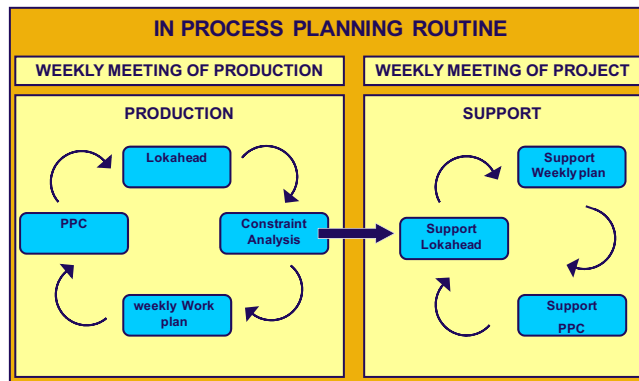 IN PROCESS PLANNING ROUTINE
WEEKLY MEETING OF PRODUCTION
WEEKLY MEETING OF PROJECT
PRODUCTION
Lokahead
PPC
Constraint
Analysis
weekly Work
plan
SUPPORT
Support
Weekly plan
Support
Lokahead
Support
PPC